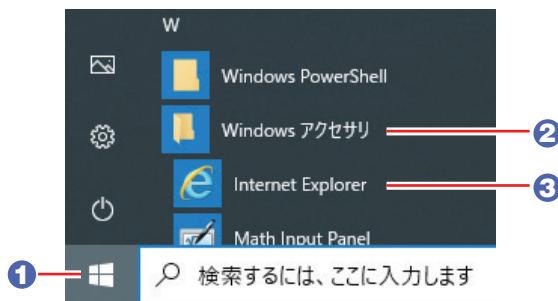 W
Windows PowerShell
Windows アクセサリ
2
Internet Explorer
3
Math Input Panel
1
検索するには、ここに入力します